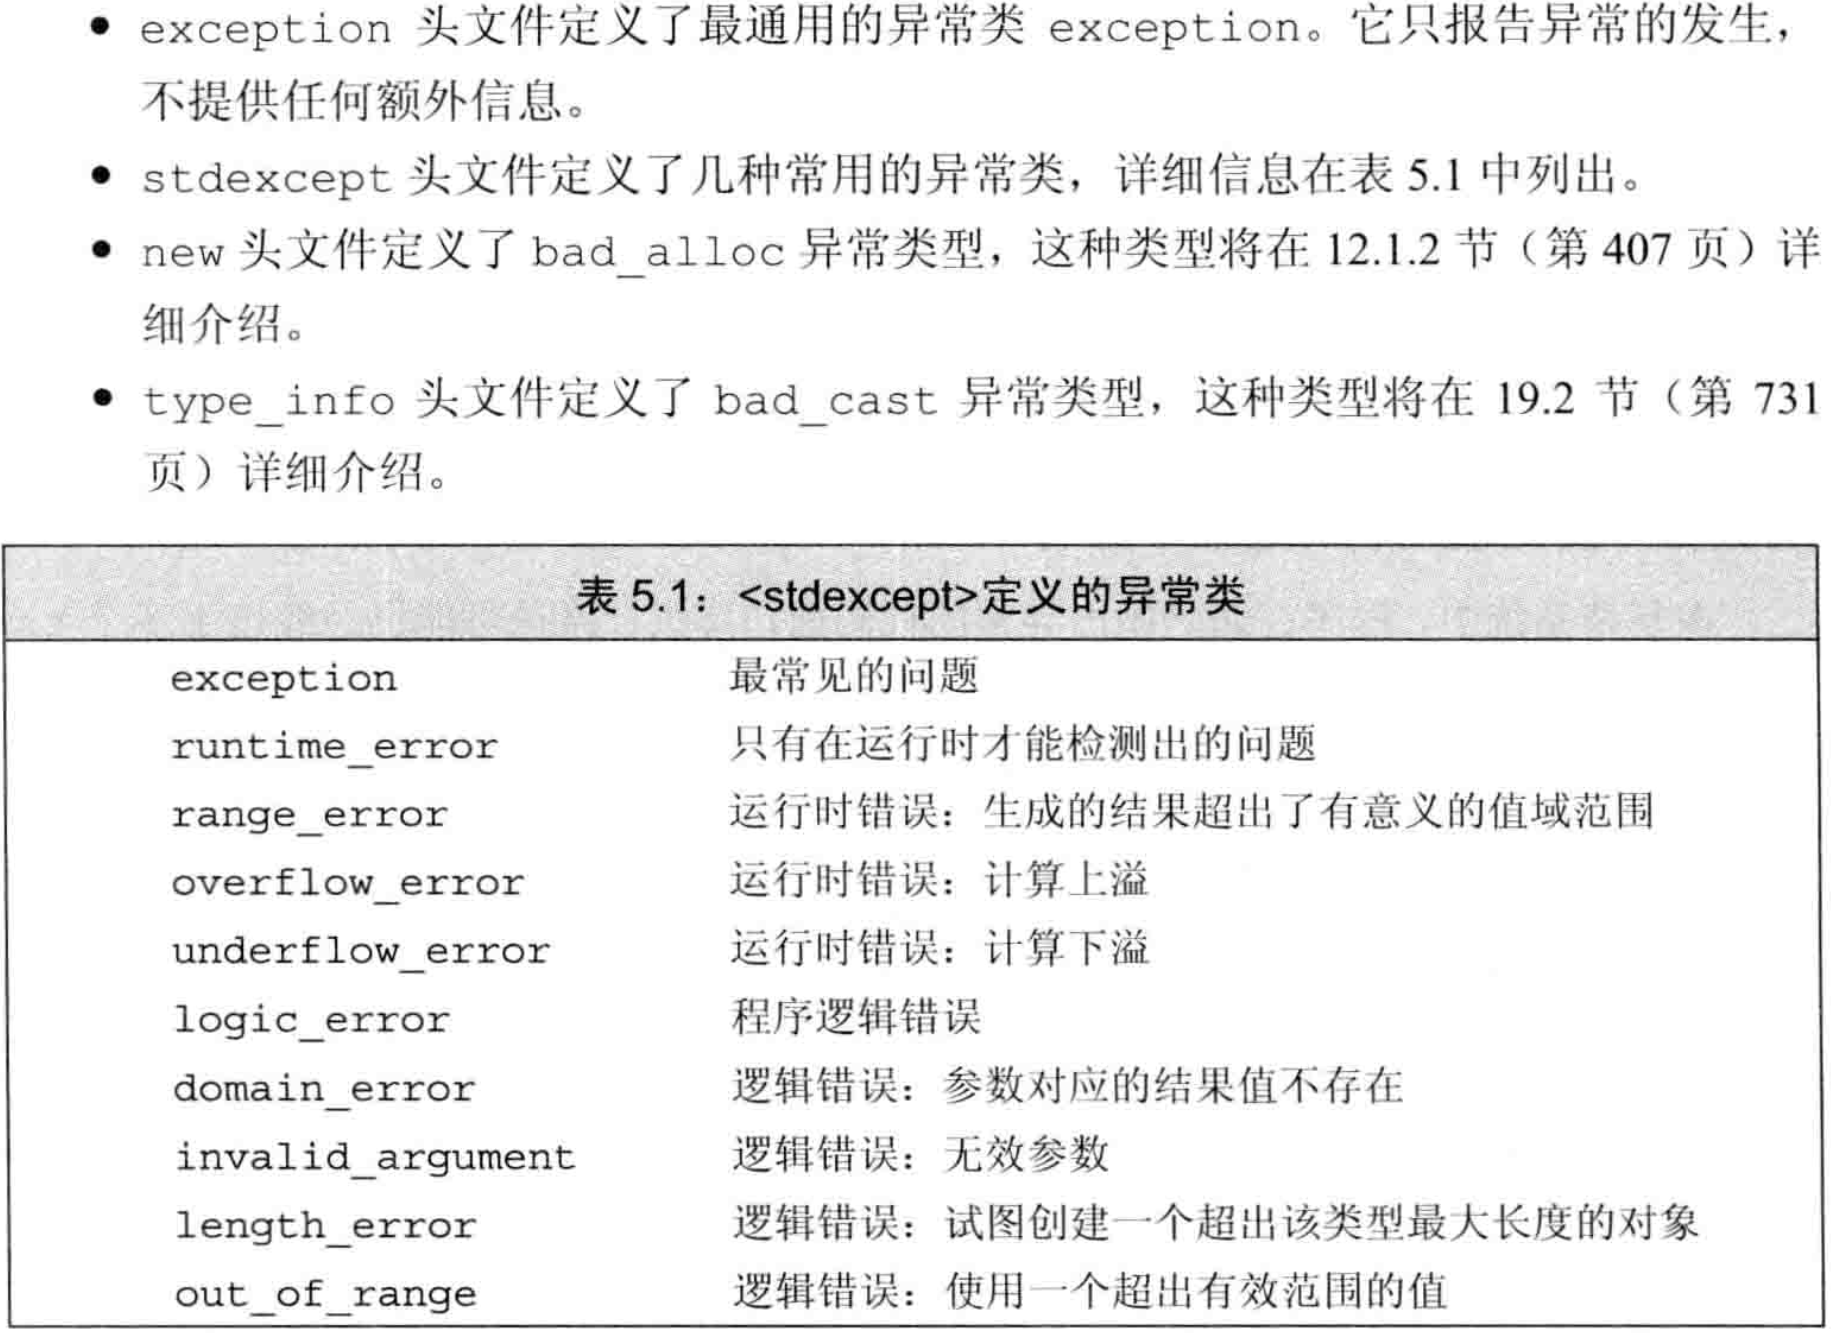 • exception 头文件定义了最通用的异常类 exception。它只报告异常的发生，
不提供任何额外信息。
• stdexcept 头文件定义了几种常用的异常类，详细信息在表 5.1 中列出。
• new 头文件定义了 bad_alloc 异常类型，这种类型将在 12.1.2 节（第 407 页）详
细介绍。
• type_info 头文件定义了 bad_cast 异常类型，这种类型将在 19.2 节（第 731
页）详细介绍。
表 5.1：<stdexcept>定义的异常类
exception 最常见的问题
runtime_error 只有在运行时才能检测出的问题
range_error 运行时错误：生成的结果超出了有意义的值域范围
overflow_error 运行时错误：计算上溢
underflow_error 运行时错误：计算下溢
logic_error 程序逻辑错误
domain_error 逻辑错误：参数对应的结果值不存在
invalid_argument 逻辑错误：无效参数
length_error 逻辑错误：试图创建一个超出该类型最大长度的对象
out_of_range 逻辑错误：使用一个超出有效范围的值